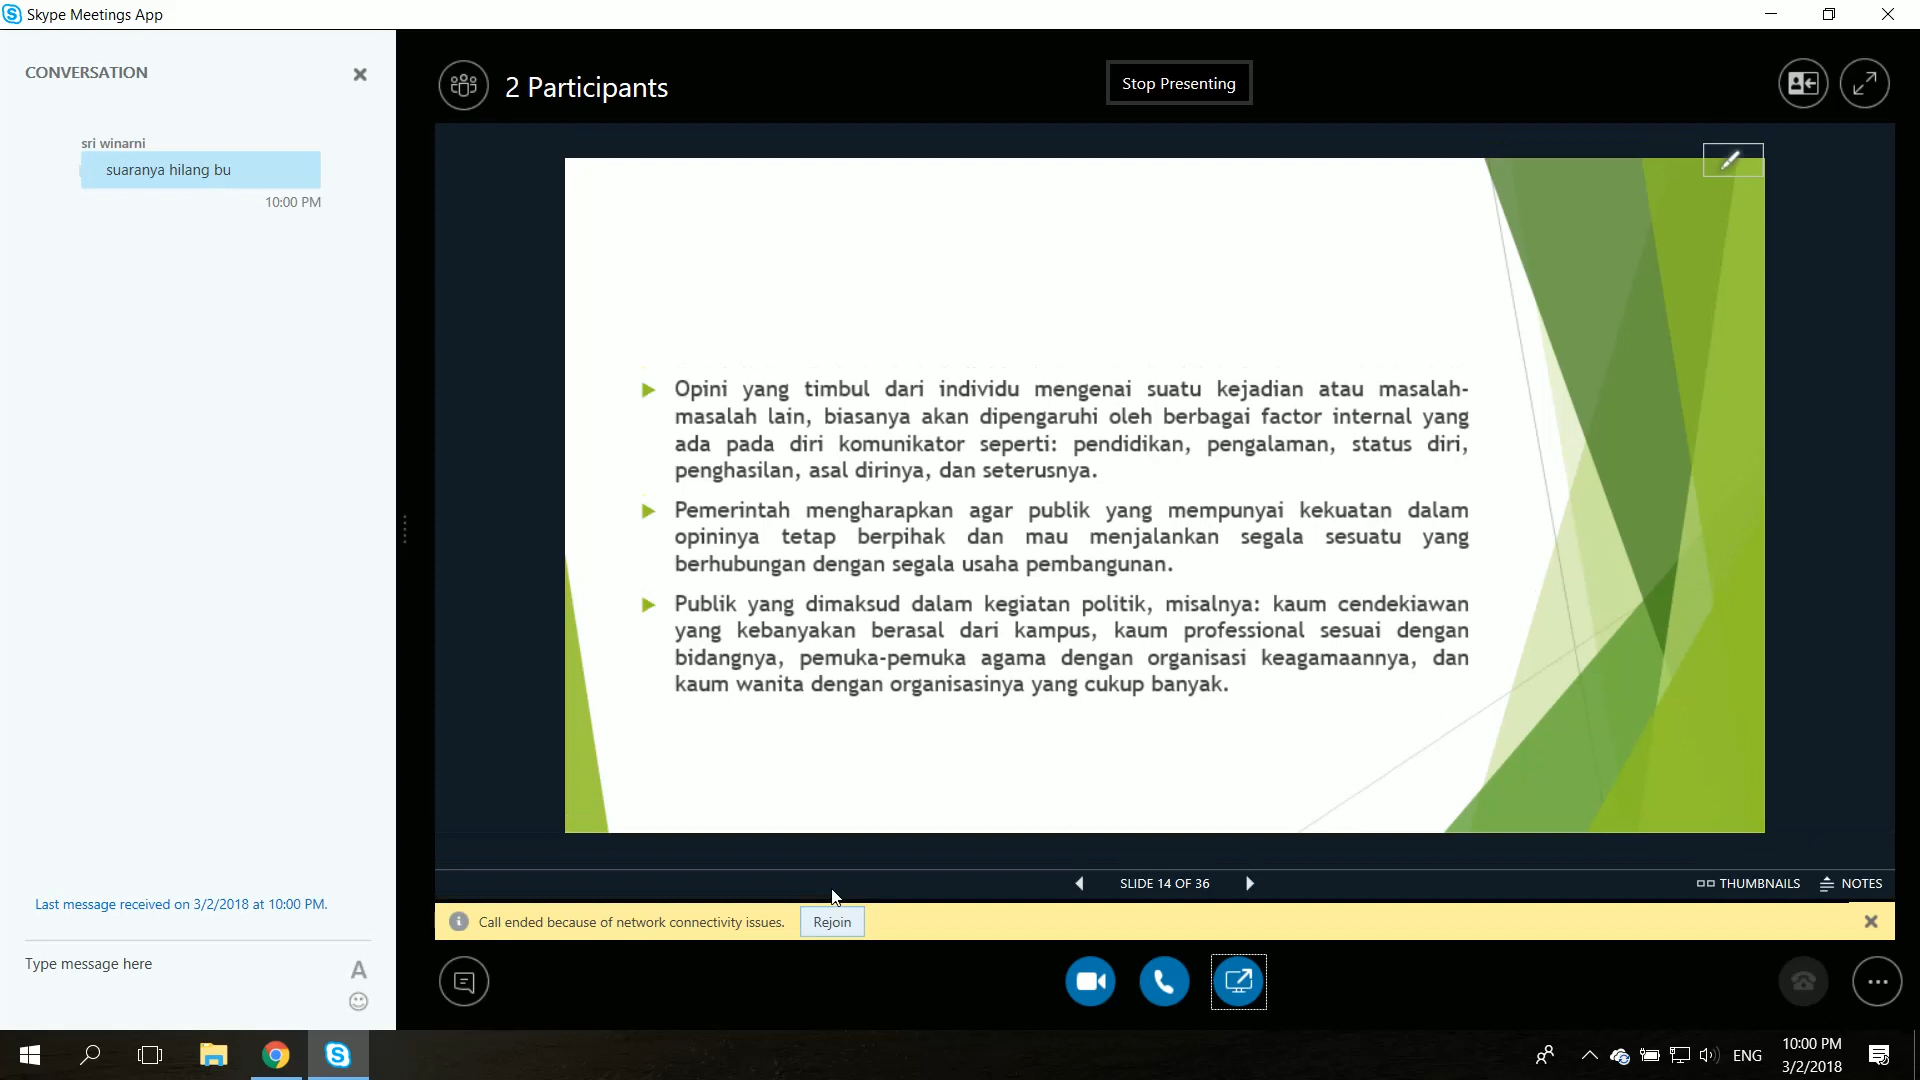 Skype Meetings App
CONVERSATION
sri winarni
suaranya hilang bu
10:00 PM
Last message received on 3/2/2018 at 10:00 PM.
Type message here
A
2 Participants
Stop Presenting
Opini yang timbul dari individu mengenai suatu kejadian atau masalah-
masalah lain, biasanya akan dipengaruhi oleh berbagai factor internal yang
ada pada diri komunikator seperti: pendidikan, pengalaman, status diri,
penghasilan, asal dirinya, dan seterusnya.
Pemerintah mengharapkan agar publik yang mempunyai kekuatan dalam
opininya tetap berpihak dan mau menjalankan segala sesuatu yang
berhubungan dengan segala usaha pembangunan.
Publik yang dimaksud dalam kegiatan politik, misalnya: kaum cendekiawan
yang kebanyakan berasal dari kampus, kaum professional sesuai dengan
bidangnya, pemuka-pemuka agama dengan organisasi keagamaannya, dan
kaum wanita dengan organisasinya yang cukup banyak.
SLIDE 14 OF 36
THUMBNAILS
NOTES
Call ended because of network connectivity issues.
Rejoin
ENG
10:00 PM
3/2/2018